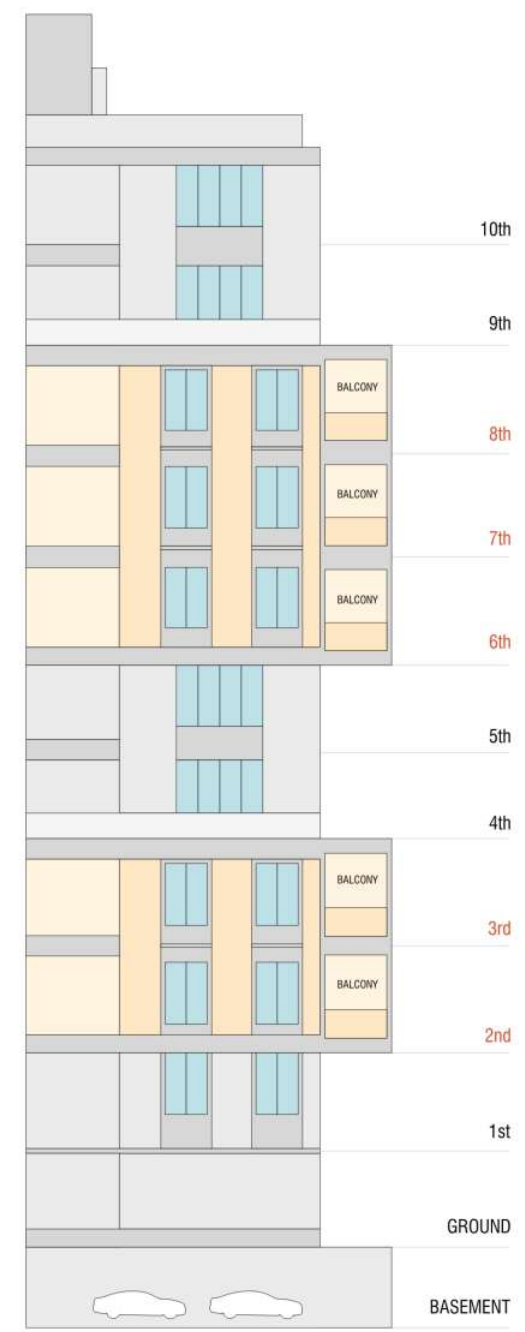 10th
9th
BALCONY
8th
BALCONY
7th
BALCONY
6th
5th
4th
BALCONY
3rd
BALCONY
2nd
1st
GROUND
BASEMENT